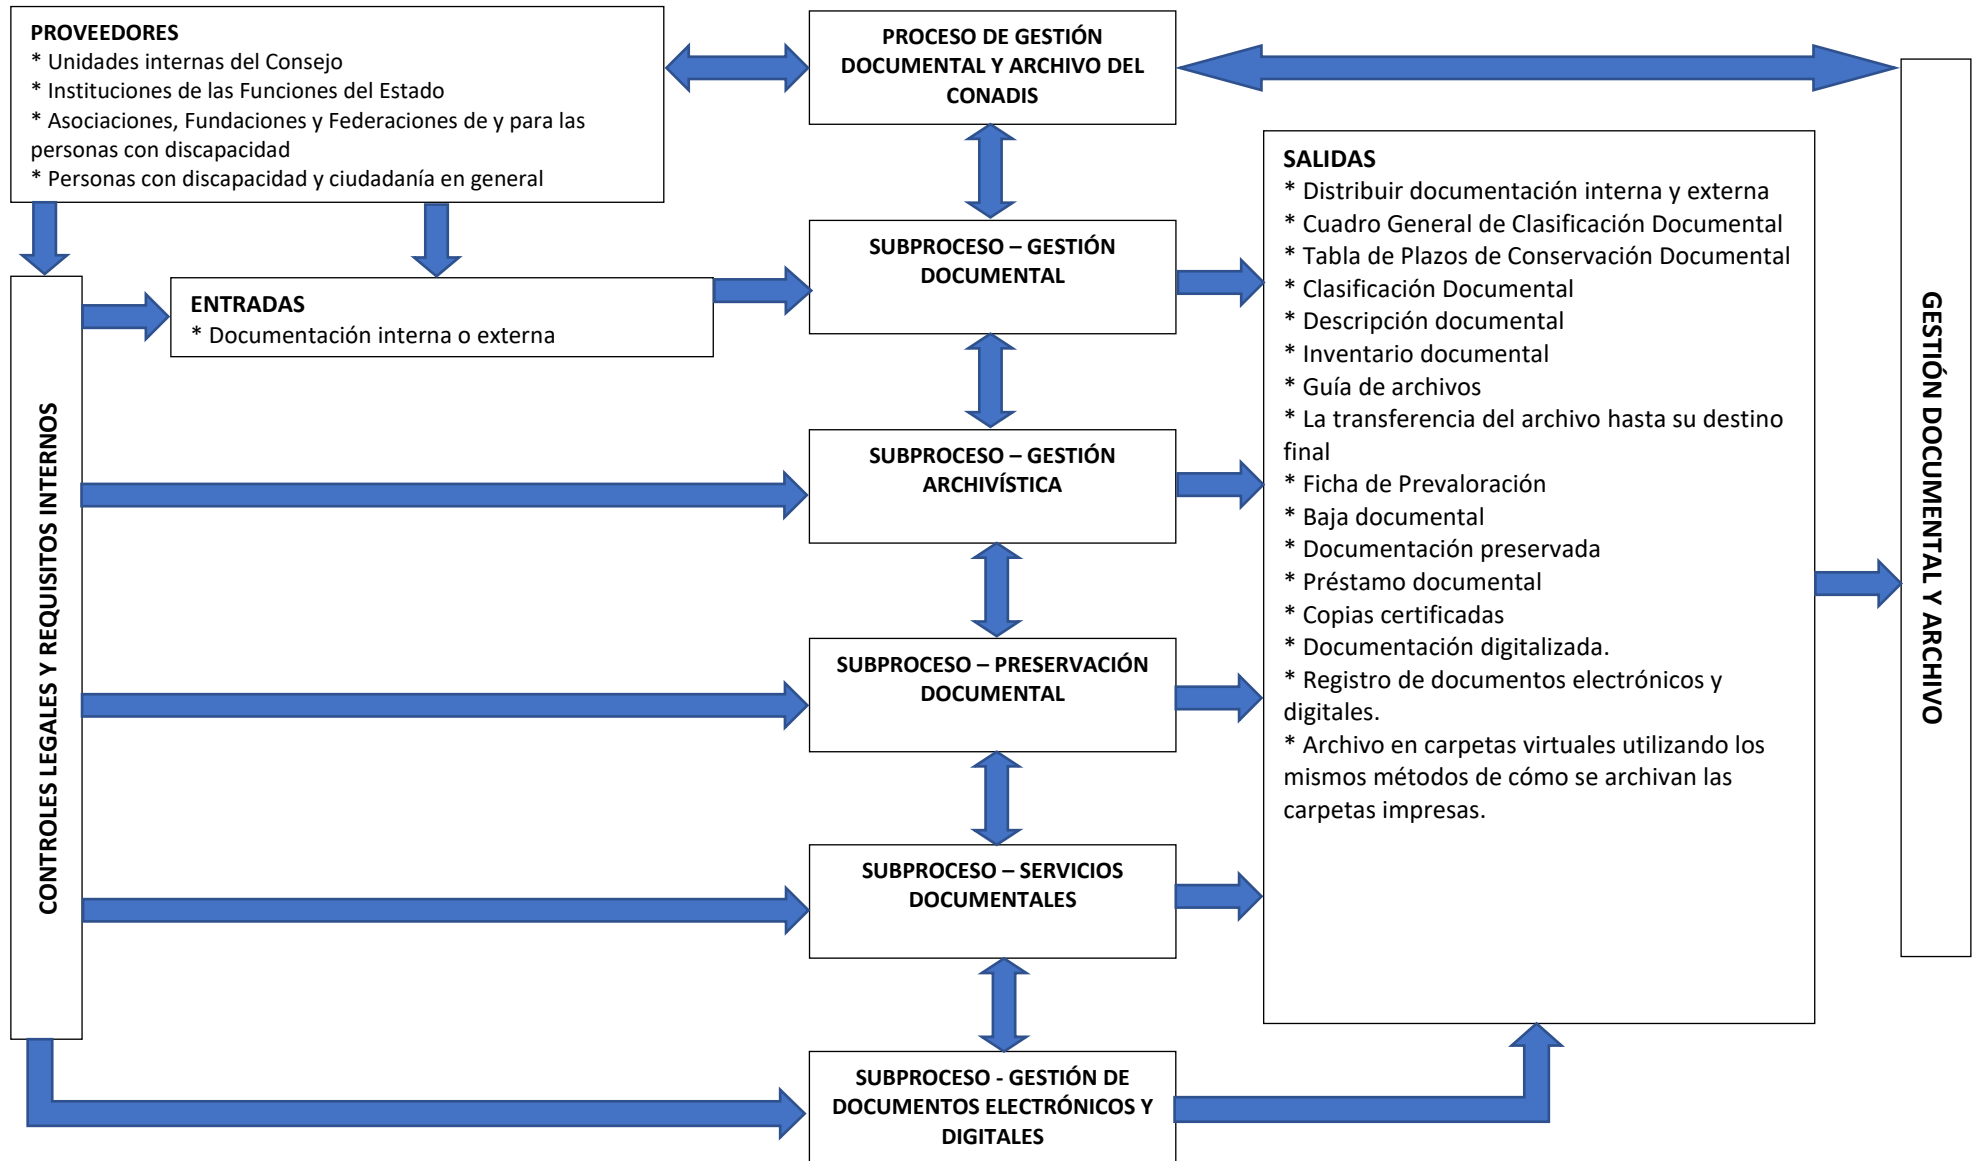 PROVEEDORES
* Unidades internas del Consejo
* Instituciones de las Funciones del Estado
* Asociaciones, Fundaciones y Federaciones de y para las
personas con discapacidad
* Personas con discapacidad y ciudadanía en general
PROCESO DE GESTIÓN
DOCUMENTAL Y ARCHIVO DEL
CONADIS
CONTROLES LEGALES Y REQUISITOS INTERNOS
ENTRADAS
* Documentación interna o externa
SUBPROCESO – GESTIÓN
DOCUMENTAL
SUBPROCESO – GESTIÓN
ARCHIVÍSTICA
SUBPROCESO – PRESERVACIÓN
DOCUMENTAL
SUBPROCESO – SERVICIOS
DOCUMENTALES
SUBPROCESO - GESTIÓN DE
DOCUMENTOS ELECTRÓNICOS Y
DIGITALES
SALIDAS
* Distribuir documentación interna y externa
* Cuadro General de Clasificación Documental
* Tabla de Plazos de Conservación Documental
* Clasificación Documental
* Descripción documental
* Inventario documental
* Guía de archivos
* La transferencia del archivo hasta su destino
final
* Ficha de Prevaloración
* Baja documental
* Documentación preservada
* Préstamo documental
* Copias certificadas
* Documentación digitalizada.
* Registro de documentos electrónicos y
digitales.
* Archivo en carpetas virtuales utilizando los
mismos métodos de cómo se archivan las
carpetas impresas.
GESTIÓN DOCUMENTAL Y ARCHIVO